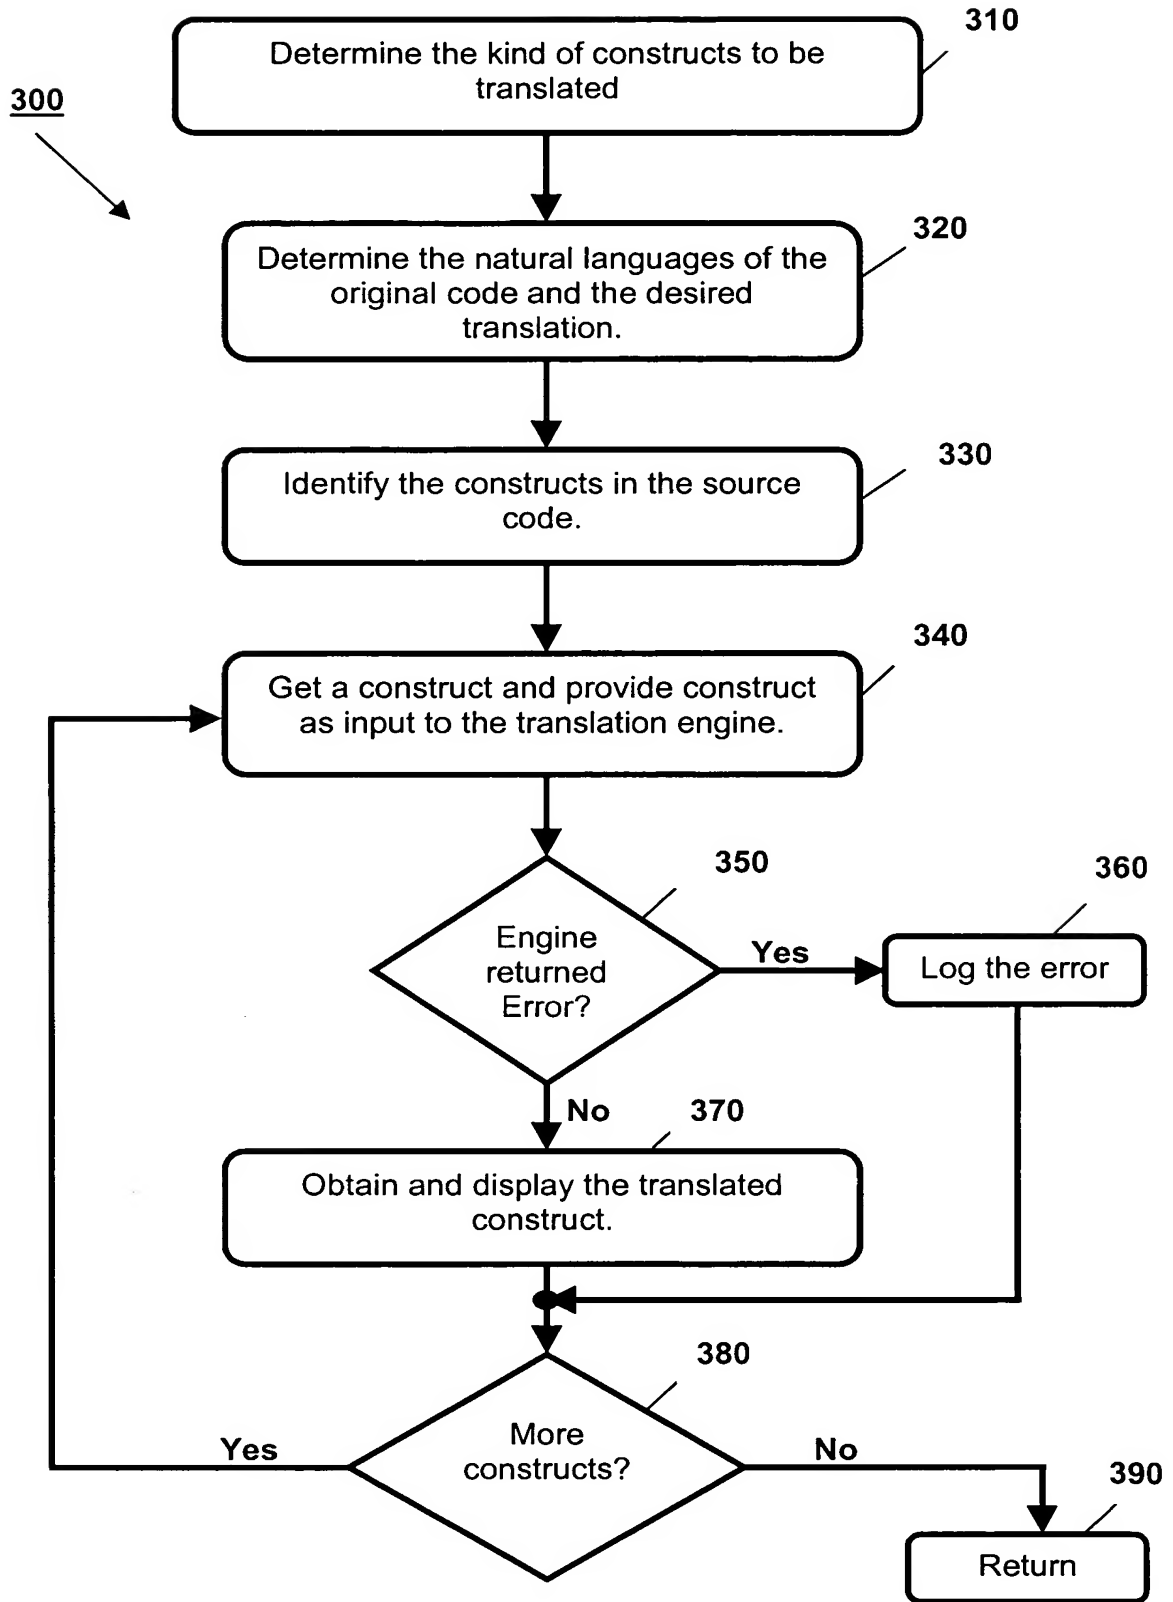 310
Determine the kind of constructs to be
translated
300
320
Determine the natural languages of the
original code and the desired
translation.
330
Identify the constructs in the source
code.
340
Get a construct and provide construct
as input to the translation engine.
350
360
Engine
returned
Error?
Yes
Log the error
No
370
Obtain and display the translated
construct.
380
More
constructs?
Yes
No
390
Return